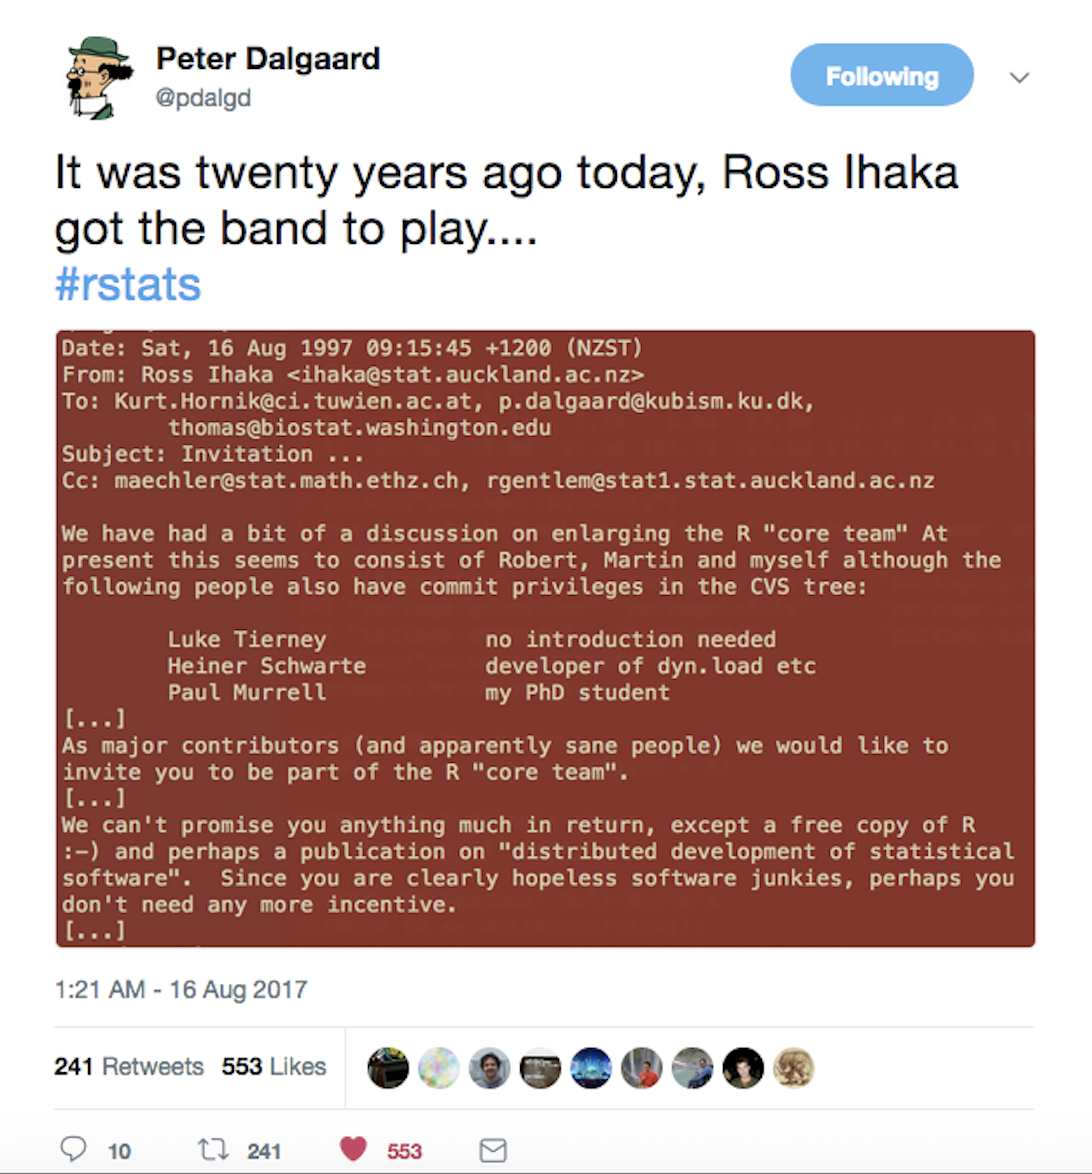 Peter Dalgaard
@pdalgd
Following
It was twenty years ago today, Ross Ihaka
got the band to play....
#rstats
Date: Sat, 16 Aug 1997 09:15:45 +1200 (NZST)
From: Ross Ihaka <ihaka@stat.auckland.ac.nz>
To: Kurt.Hornik@ci.tuwien.ac.at, p.dalgaard@kubism.ku.dk,
thomas@biostat.washington.edu
Subject: Invitation ...
Cc: maechler@stat.math.ethz.ch, rgentlem@stat1.stat.auckland.ac.nz
We have had a bit of a discussion on enlarging the R "core team" At
present this seems to consist of Robert, Martin and myself although the
following people also have commit privileges in the CVS tree:
Luke Tierney no introduction needed
Heiner Schwarte developer of dyn.load etc
Paul Murrell my PhD student
[...]
As major contributors (and apparently sane people) we would like to
invite you to be part of the R "core team".
[...]
We can't promise you anything much in return, except a free copy of R
:-) and perhaps a publication on "distributed development of statistical
software". Since you are clearly hopeless software junkies, perhaps you
don't need any more incentive.
[...]
1:21 AM - 16 Aug 2017
241 Retweets 553 Likes
10 241 553